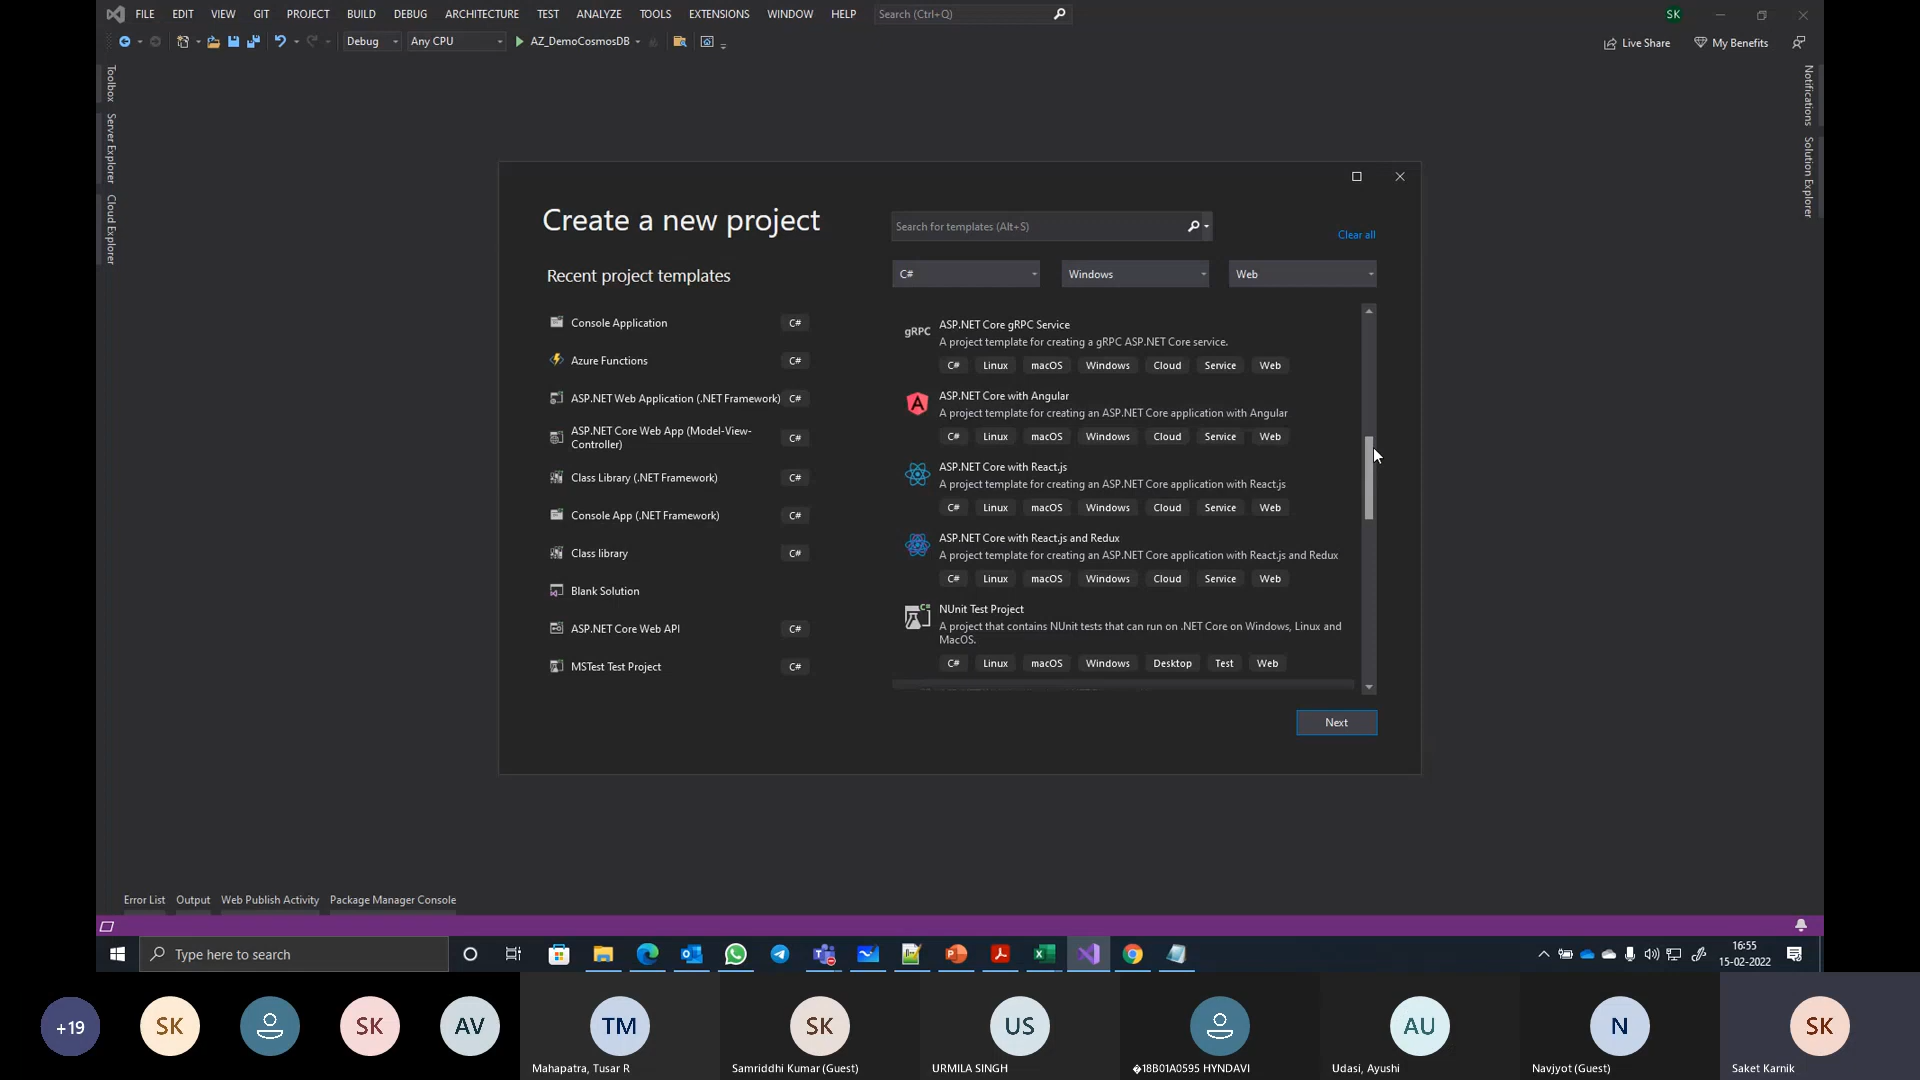 FILE EDIT VIEW GIT PROJECT BUILD DEBUG ARCHITECTURE TEST ANALYZE TOOLS EXTENSIONS WINDOW HELP Search (Ctrl+Q) SK
Debug Any CPU AZ_DemoCosmosDB Live Share My Benefits
Toolbox
Server Explorer
Cloud Explorer
Notifications
Solution Explorer
Create a new project
Search for templates (Alt+S)
Clear all
Recent project templates
C# Windows Web
Console Application C#
Azure Functions C#
ASP.NET Web Application (.NET Framework) C#
ASP.NET Core Web App (Model-View-
Controller) C#
Class Library (.NET Framework) C#
Console App (.NET Framework) C#
Class library C#
Blank Solution
ASP.NET Core Web API C#
MSTest Test Project C#
gRPC ASP.NET Core gRPC Service
A project template for creating a gRPC ASP.NET Core service.
C# Linux macOS Windows Cloud Service Web
ASP.NET Core with Angular
A project template for creating an ASP.NET Core application with Angular
C# Linux macOS Windows Cloud Service Web
ASP.NET Core with React.js
A project template for creating an ASP.NET Core application with React.js
C# Linux macOS Windows Cloud Service Web
ASP.NET Core with React.js and Redux
A project template for creating an ASP.NET Core application with React.js and Redux
C# Linux macOS Windows Cloud Service Web
NUnit Test Project
A project that contains NUnit tests that can run on .NET Core on Windows, Linux and
MacOS.
C# Linux macOS Windows Desktop Test Web
Next
Error List Output Web Publish Activity Package Manager Console
Type here to search
16:55
15-02-2022
+19 SK SK AV TM SK US AU N SK
Mahapatra, Tusar R Samriddhi Kumar (Guest) URMILA SINGH �18B01A0595 HYNDAVI Udasi, Ayushi Navjyot (Guest) Saket Karnik